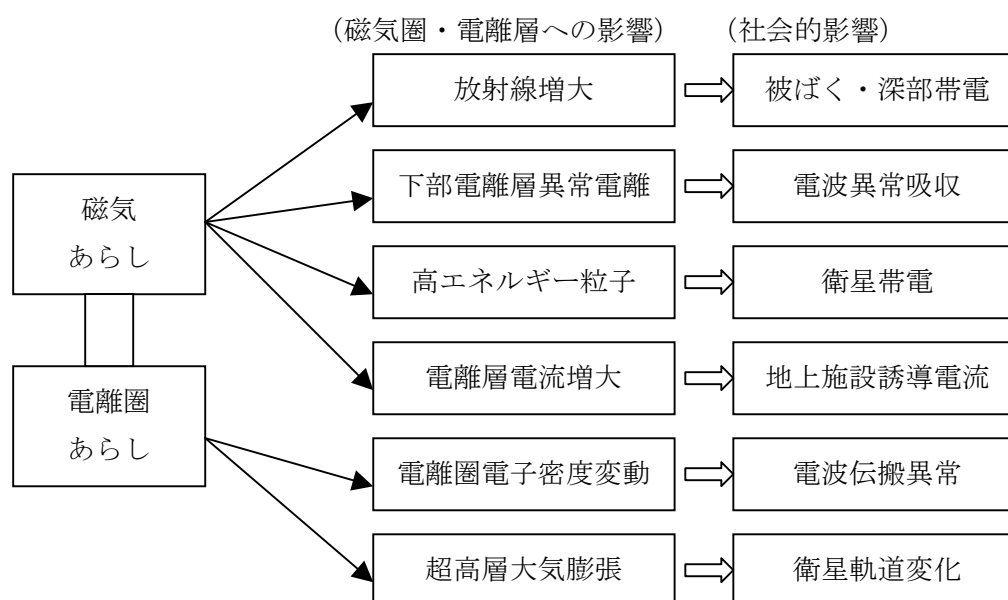 (磁気圏・電離層への影響)
(社会的影響)
放射線増大
被ばく・深部帯電
下部電離層異常電離
電波異常吸収
磁気
あらし
高エネルギー粒子
衛星帯電
電離層電流増大
地上施設誘導電流
電離圏
あらし
電離圏電子密度変動
電波伝搬異常
超高層大気膨張
衛星軌道変化